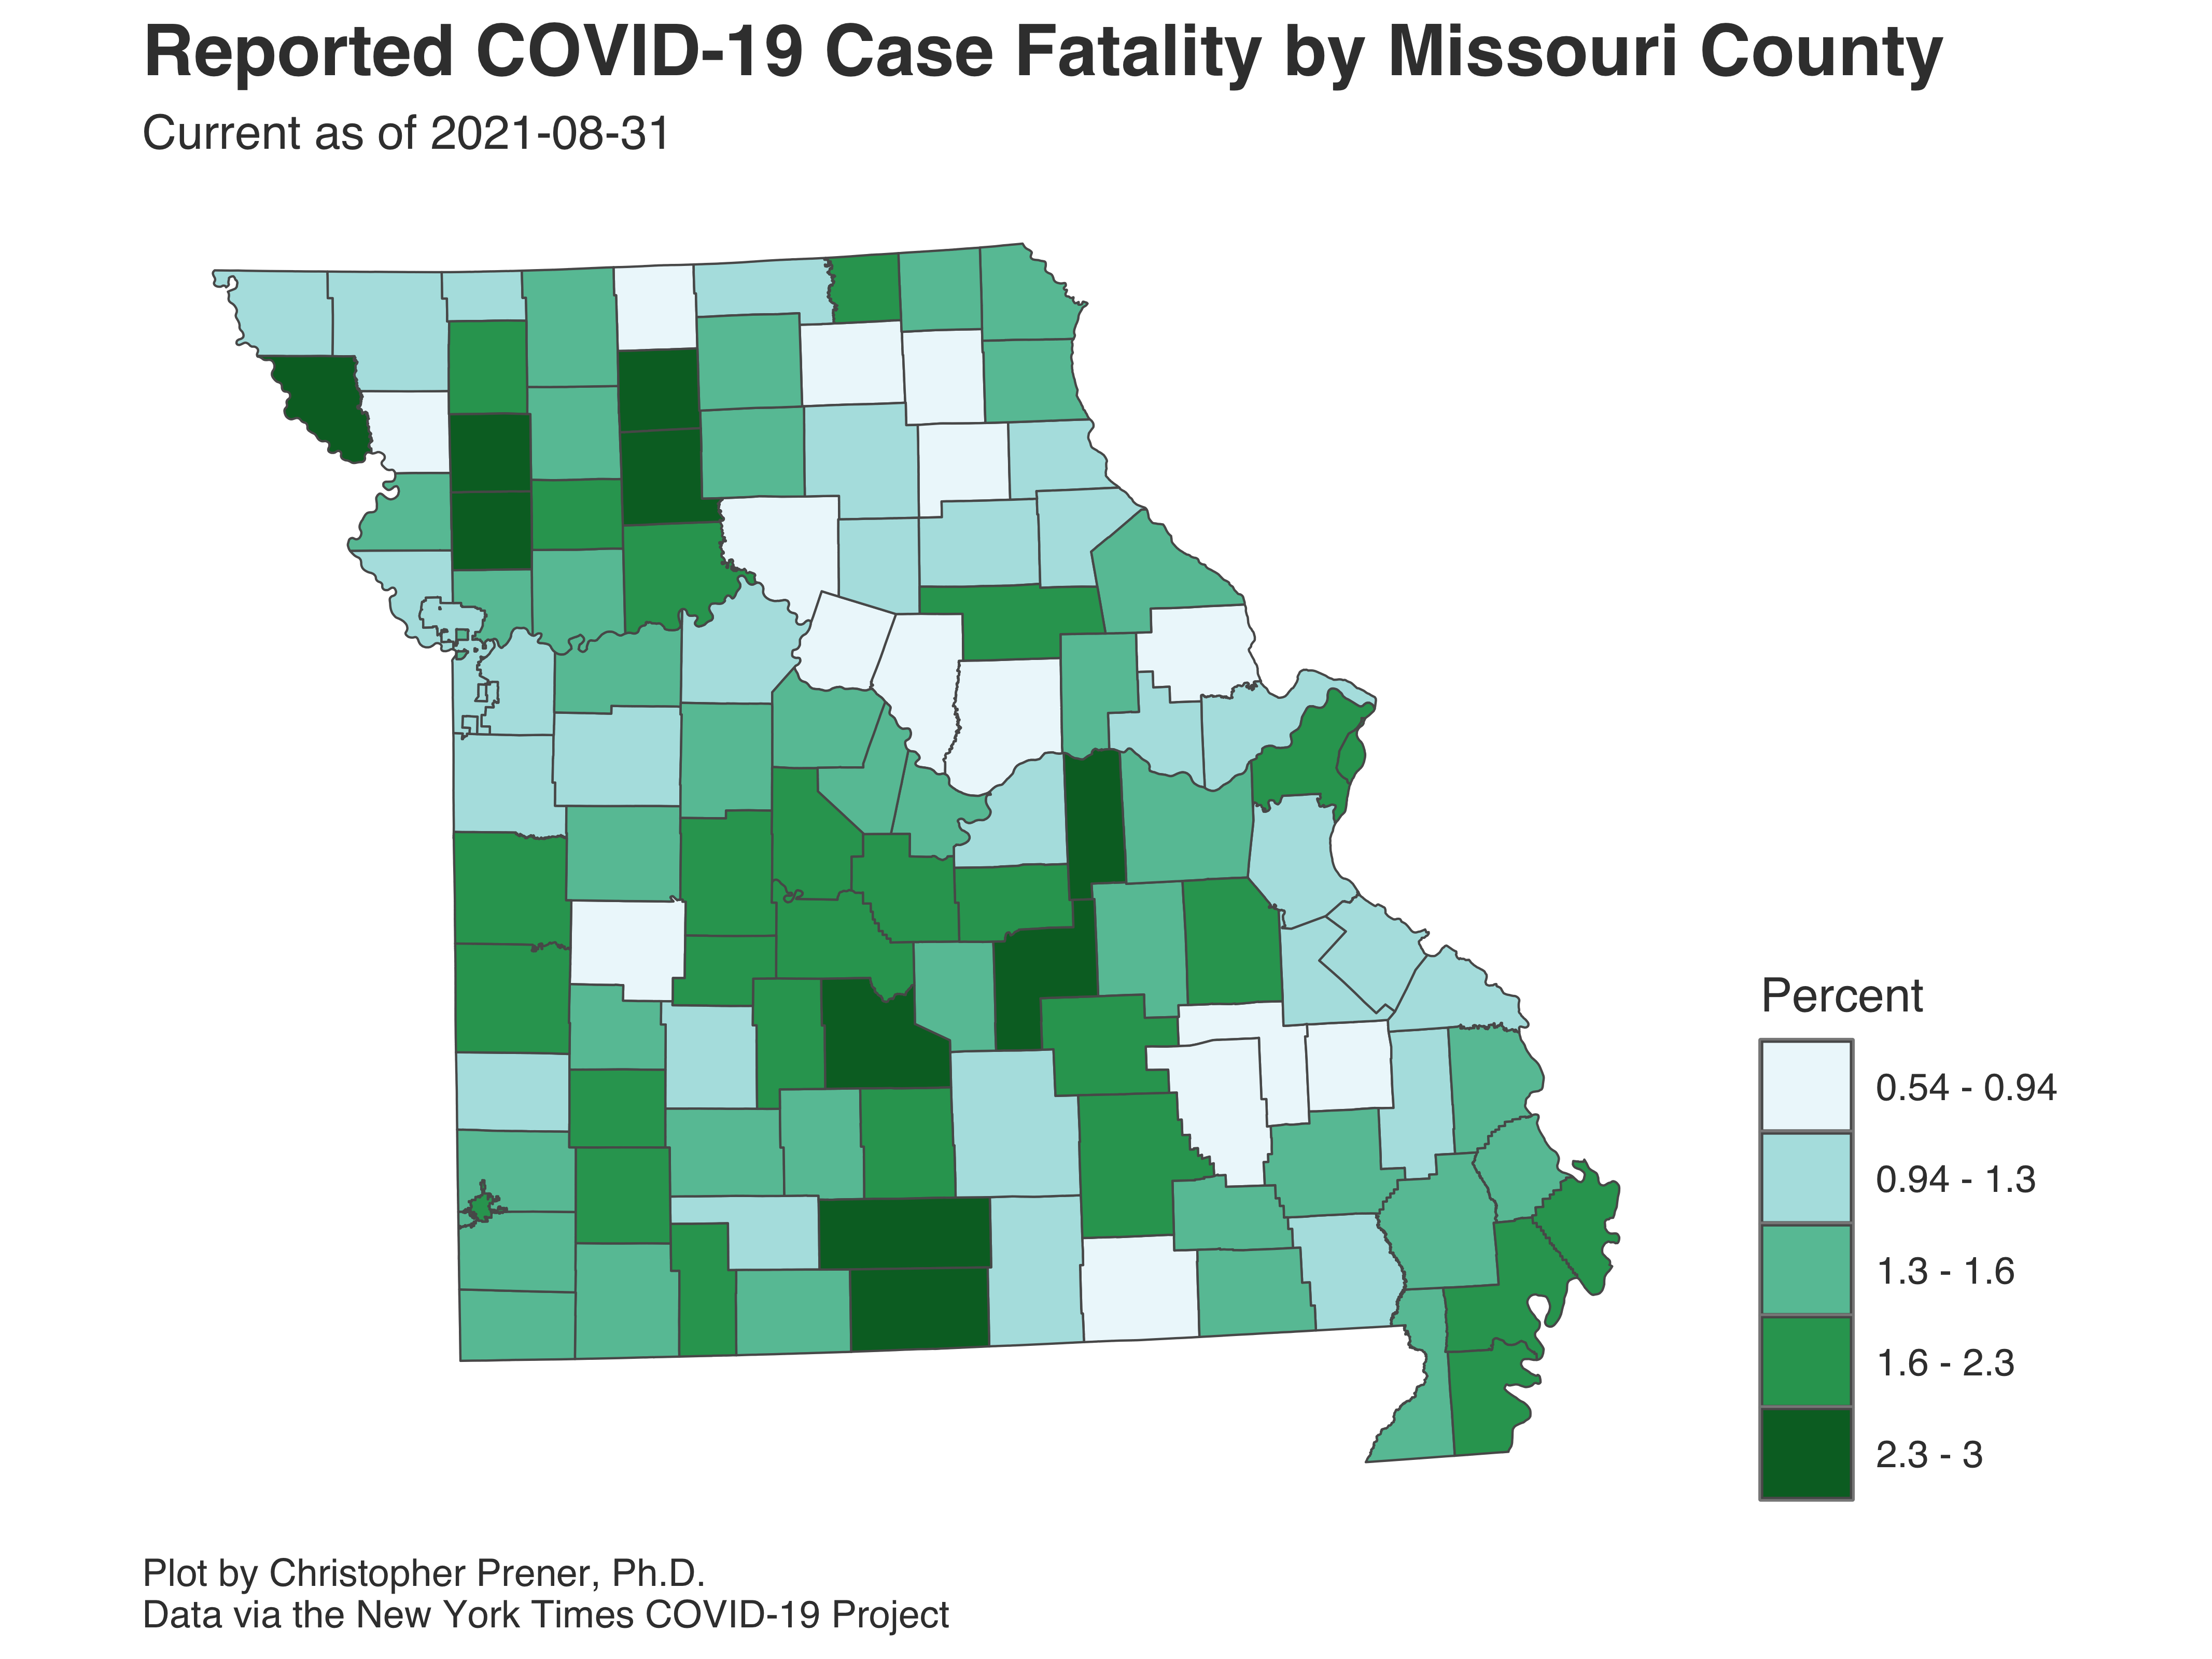 Reported COVID-19 Case Fatality by Missouri County
Current as of 2021-08-31
Percent
0.54 - 0.94
0.94 - 1.3
1.3 - 1.6
1.6 - 2.3
2.3 - 3
Plot by Christopher Prener, Ph.D.
Data via the New York Times COVID-19 Project